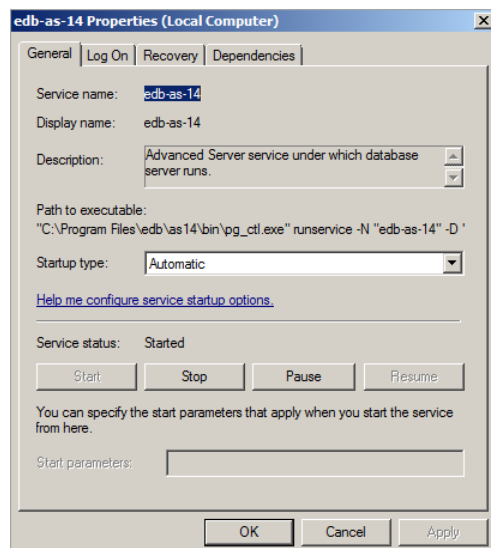 edb-as-14 Properties (Local Computer)
General Log On Recovery Dependencies
Service name: edb-as-14
Display name: edb-as-14
Description: Advanced Server service under which database
server runs.
Path to executable:
"C:\Program Files\edb\as14\bin\pg_ctl.exe" runservice -N "edb-as-14" -D '
Startup type: Automatic
Help me configure service startup options.
Service status: Started
Start Stop Pause Resume
You can specify the start parameters that apply when you start the service
from here.
Start parameters:
OK Cancel Apply